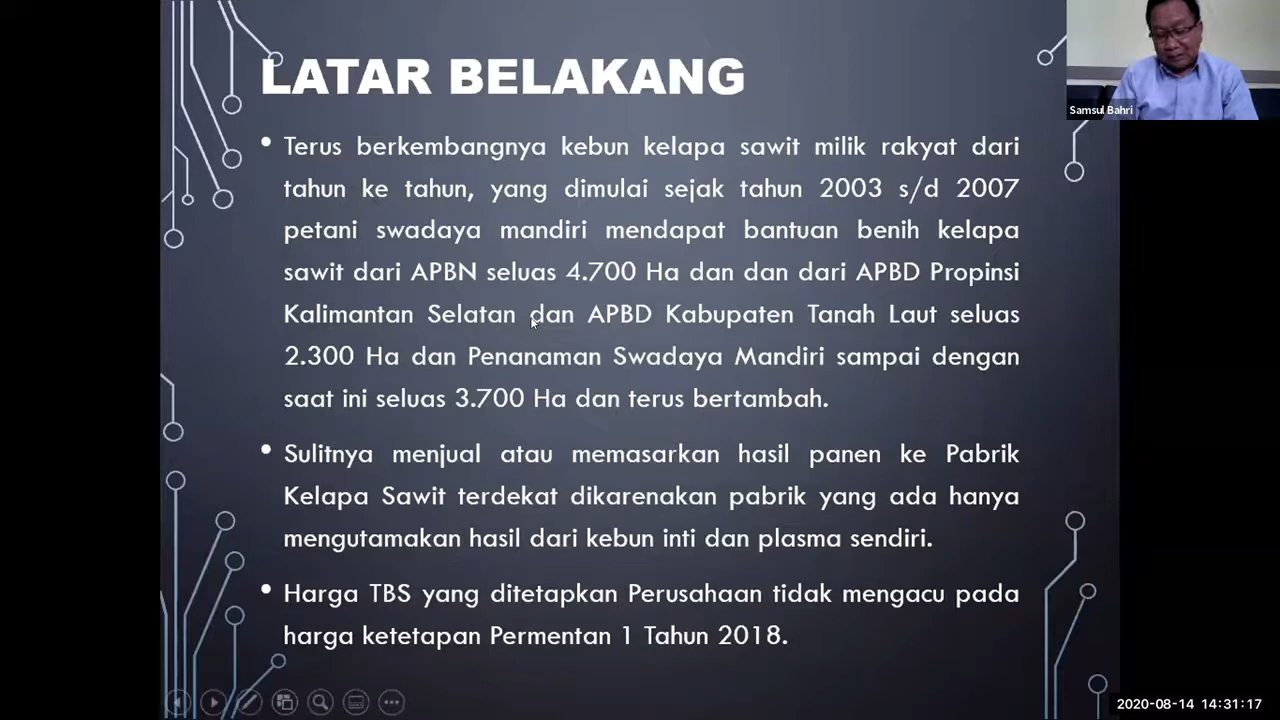 LATAR BELAKANG
• Terus berkembangnya kebun kelapa sawit milik rakyat dari
tahun ke tahun, yang dimulai sejak tahun 2003 s/d 2007
petani swadaya mandiri mendapat bantuan benih kelapa
sawit dari APBN seluas 4.700 Ha dan dan dari APBD Propinsi
Kalimantan Selatan dan APBD Kabupaten Tanah Laut seluas
2.300 Ha dan Penanaman Swadaya Mandiri sampai dengan
saat ini seluas 3.700 Ha dan terus bertambah.
• Sulitnya menjual atau memasarkan hasil panen ke Pabrik
Kelapa Sawit terdekat dikarenakan pabrik yang ada hanya
mengutamakan hasil dari kebun inti dan plasma sendiri.
• Harga TBS yang ditetapkan Perusahaan tidak mengacu pada
harga ketetapan Permentan 1 Tahun 2018.
Samsul Bahri
2020-08-14 14:31:17